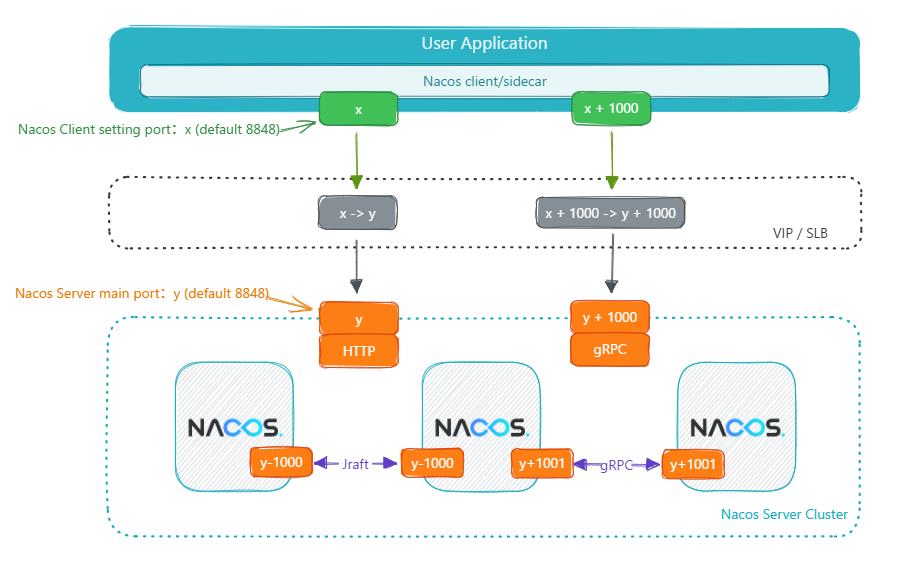 User Application
Nacos client/sidecar
x
x + 1000
Nacos Client setting port：x (default 8848)
x -> y
x + 1000 -> y + 1000
VIP / SLB
Nacos Server main port：y (default 8848)
y
y + 1000
HTTP
gRPC
NACOS.
NACOS.
NACOS.
y-1000
Jraft
y-1000
y+1001
gRPC
y+1001
Nacos Server Cluster